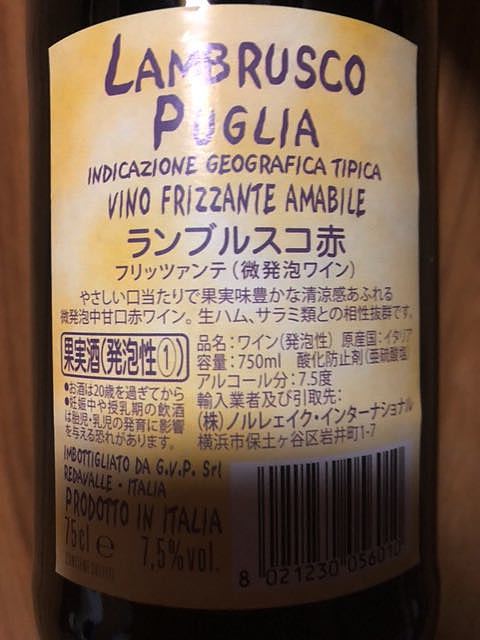 LAMBRUSCO
PUGLIA
INDICAZIONE GEOGRAFICA TIPICA
VINO FRIZZANTE AMABILE
ランブルスコ赤
フリッツァンテ(微発泡ワイン)
やさしい口当たりで果実味豊かな清涼感あふれる
微発泡中甘口赤ワイン。生ハム、サラミ類との相性抜群です。
果実酒(発泡性①)
●お酒は20歳を過ぎてから
●妊娠中や授乳期の飲酒
は胎児・乳児の発育に影響
を与える恐れがあります。
品名:ワイン(発泡性) 原産国:イタリア
容量:750ml 酸化防止剤(亜硫酸塩)
アルコール分:7.5度
輸入業者及び引取先:
(株)ノルレェイク・インターナショナル
横浜市保土ヶ谷区岩井町1-7
IMBOTTIGLIATO DA G.V.P. Srl
REDAVALLE - ITALIA
PRODOTTO IN ITALIA
75cl e 7,5% vol.
CONTIENE SOLFITI
8 021230 056010